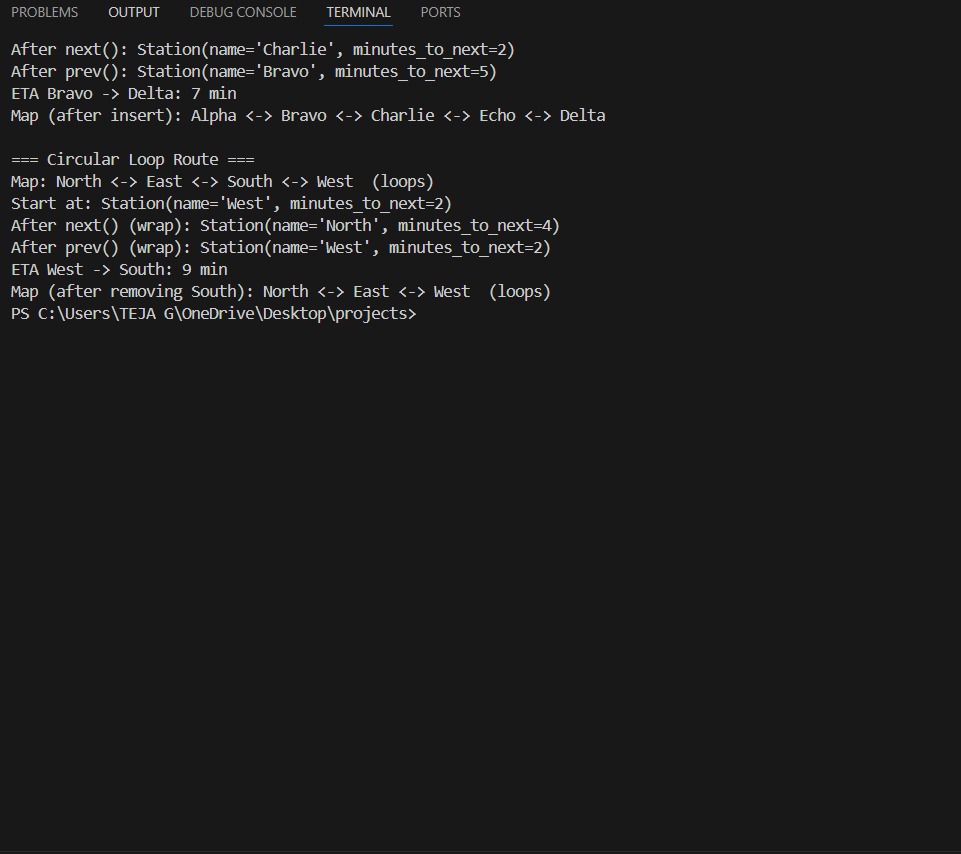 PROBLEMS OUTPUT DEBUG CONSOLE TERMINAL PORTS
After next(): Station(name='Charlie', minutes_to_next=2)
After prev(): Station(name='Bravo', minutes_to_next=5)
ETA Bravo -> Delta: 7 min
Map (after insert): Alpha <-> Bravo <-> Charlie <-> Echo <-> Delta

=== Circular Loop Route ===
Map: North <-> East <-> South <-> West  (loops)
Start at: Station(name='West', minutes_to_next=2)
After next() (wrap): Station(name='North', minutes_to_next=4)
After prev() (wrap): Station(name='West', minutes_to_next=2)
ETA West -> South: 9 min
Map (after removing South): North <-> East <-> West  (loops)
PS C:\Users\TEJA G\OneDrive\Desktop\projects>